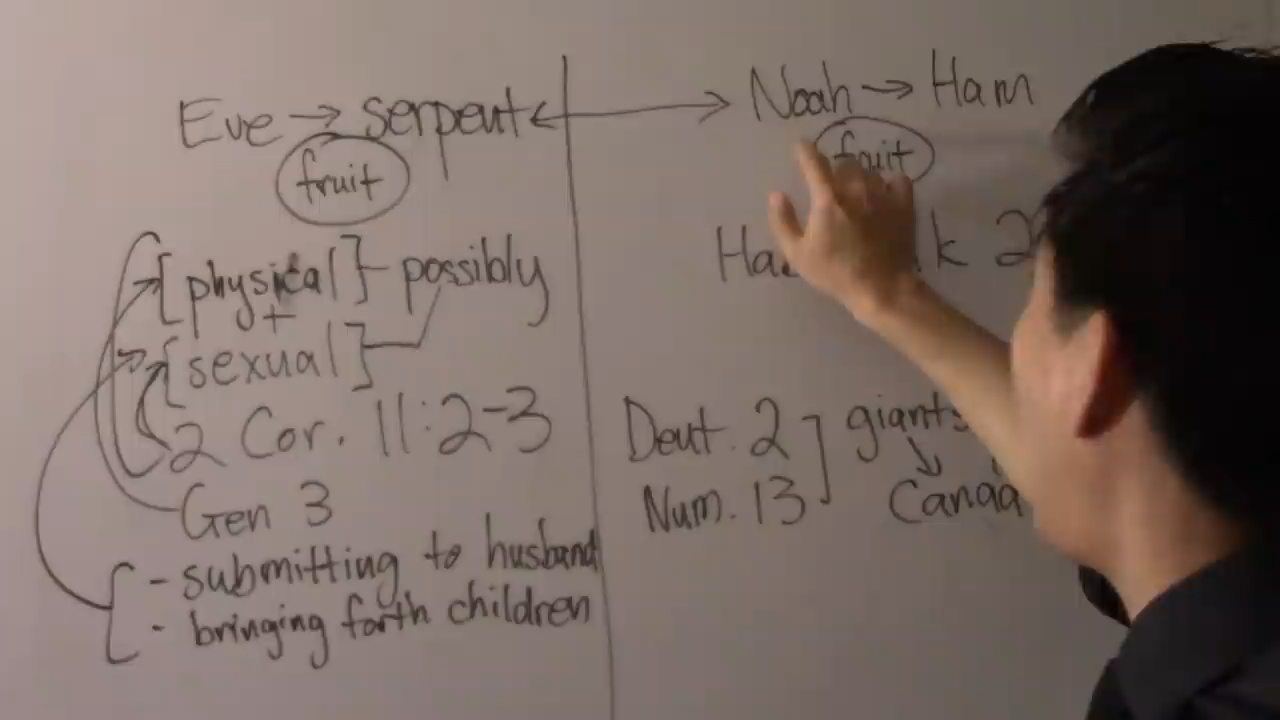 Eve → serpent ←
fruit
[physical] - possibly
+
[sexual]
2 Cor. 11:2-3
Gen 3
- submitting to husband
- bringing forth children
→ Noah → Ham
fruit
Deut. 2
Num. 13
giants